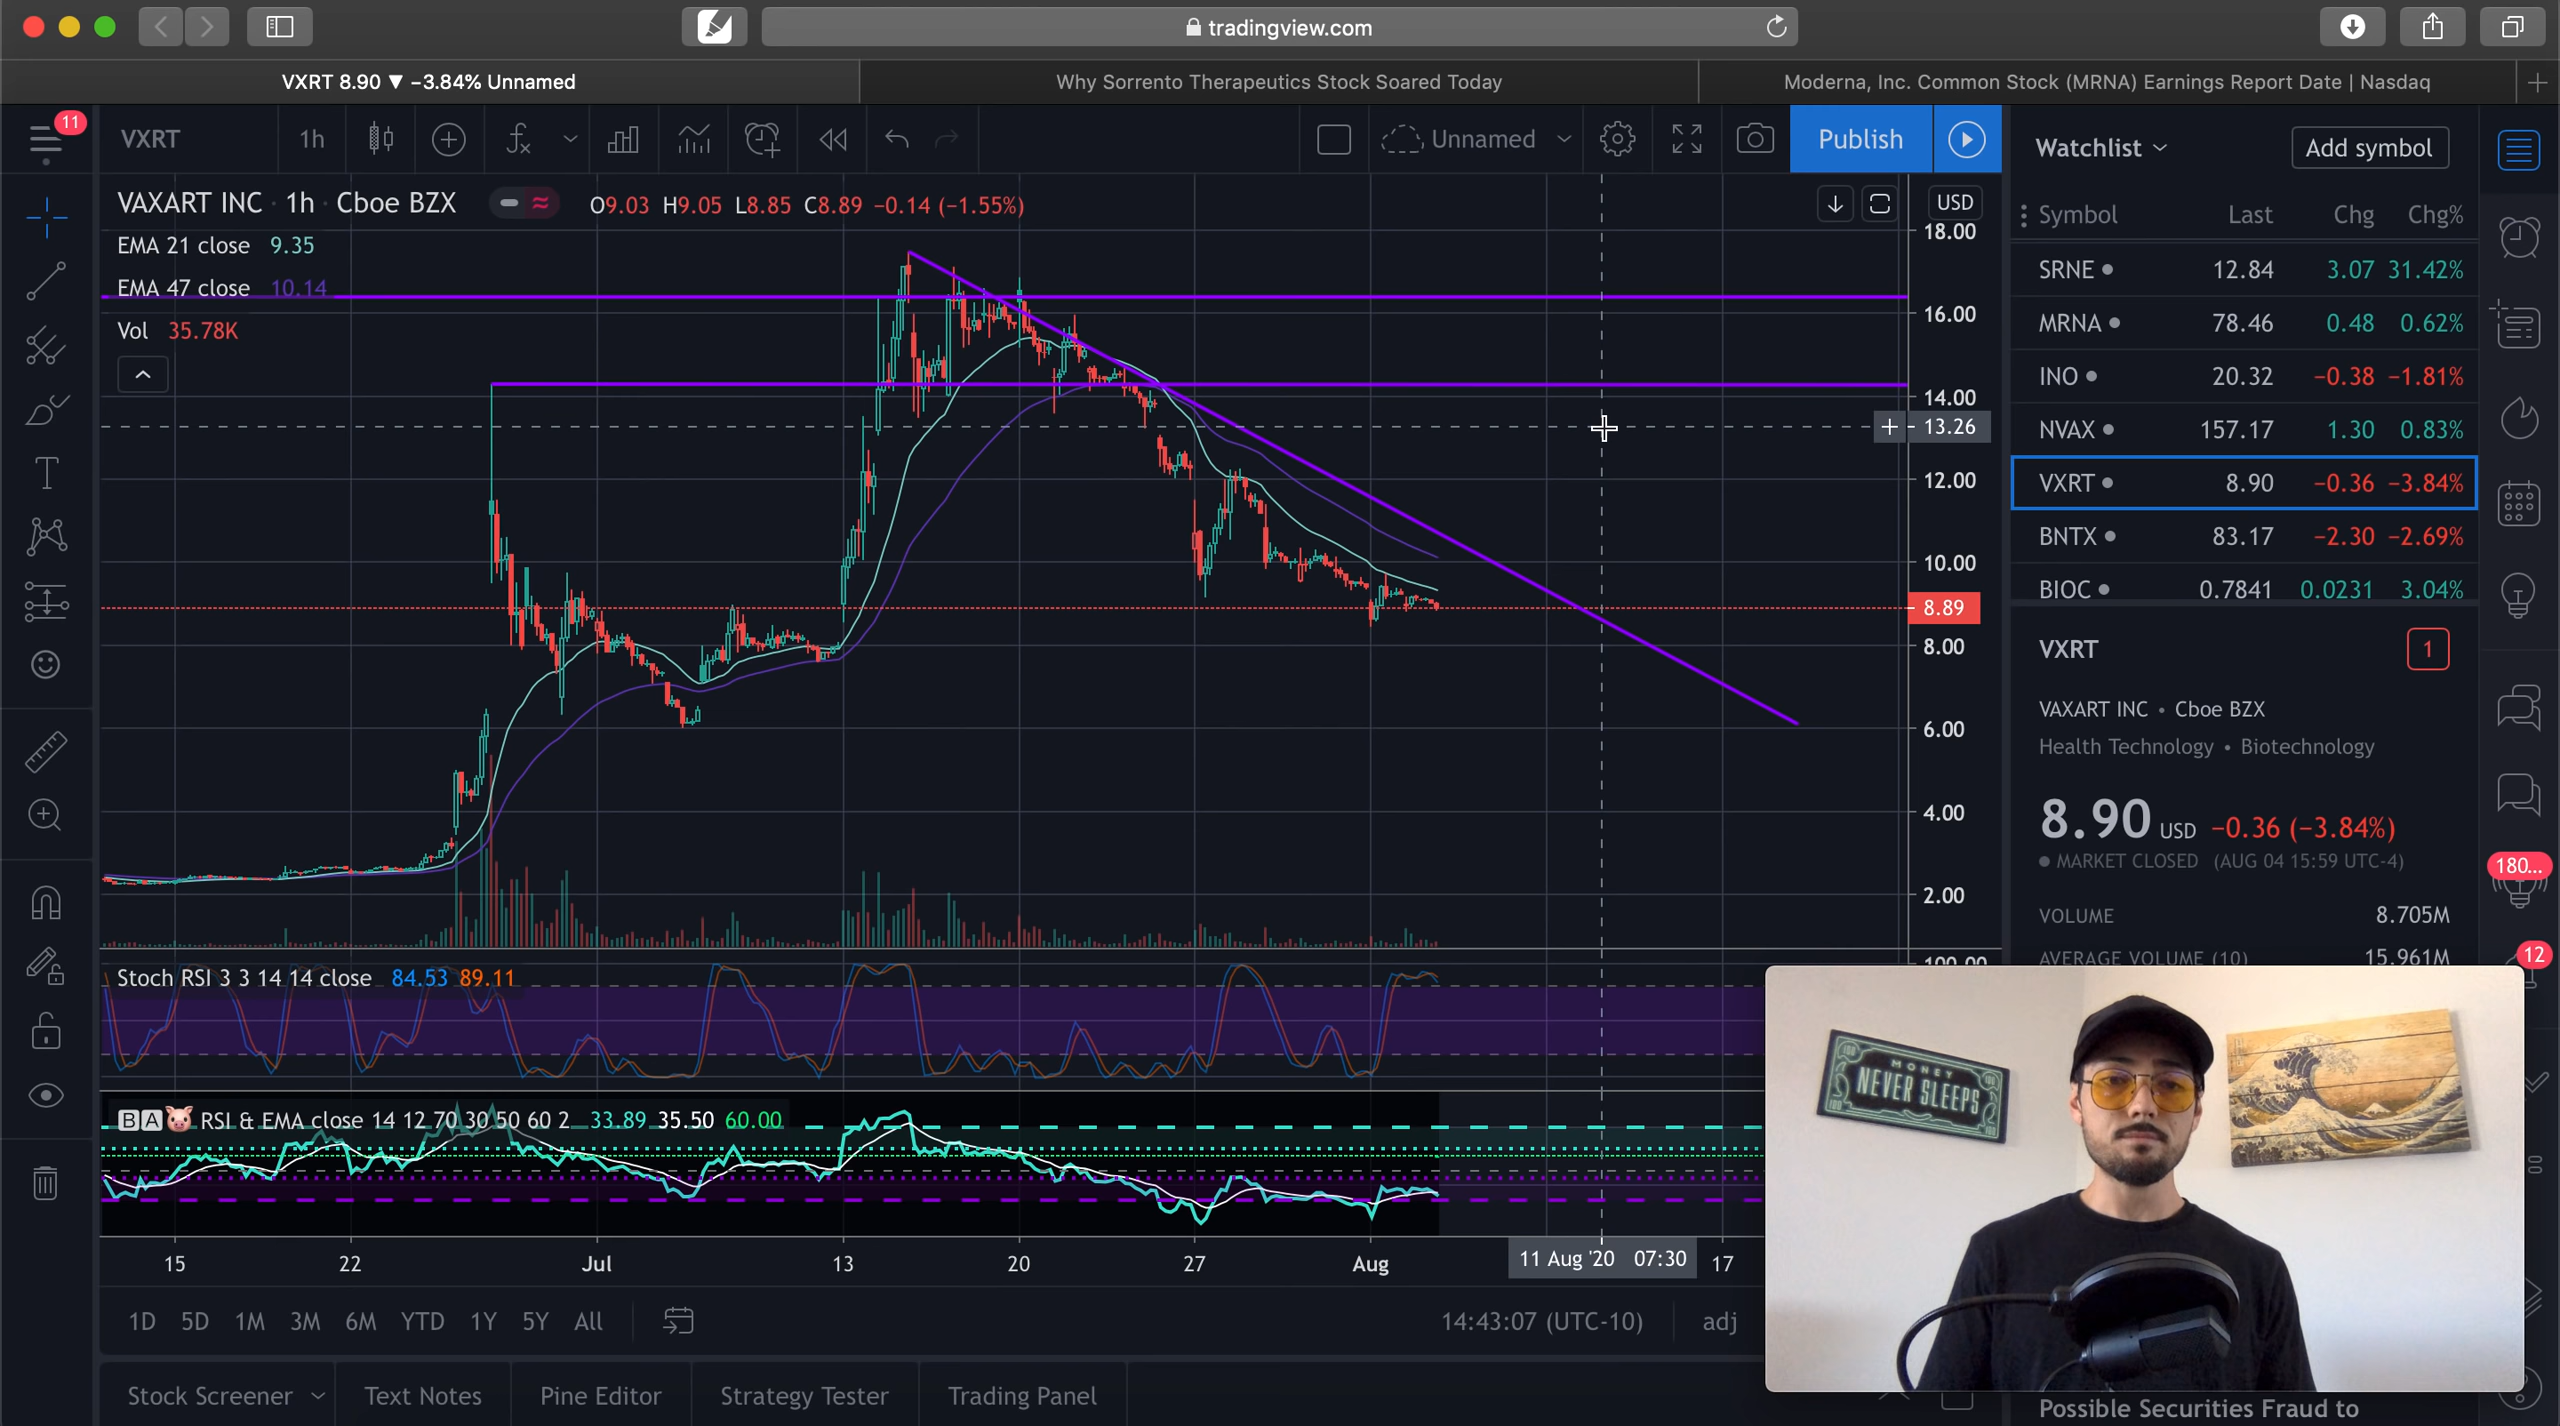 tradingview.com
VXRT 8.90 ▼ −3.84% Unnamed
Why Sorrento Therapeutics Stock Soared Today
Moderna, Inc. Common Stock (MRNA) Earnings Report Date | Nasdaq
11
VXRT
1h
Unnamed
Publish
Watchlist
Add symbol
VAXART INC · 1h · Cboe BZX
O9.03 H9.05 L8.85 C8.89 −0.14 (−1.55%)
USD
EMA 21 close 9.35
EMA 47 close 10.14
Vol 35.78K
18.00
16.00
14.00
13.26
12.00
10.00
8.89
8.00
6.00
4.00
2.00
100.00
Symbol Last Chg Chg%
SRNE 12.84 3.07 31.42%
MRNA 78.46 0.48 0.62%
INO 20.32 −0.38 −1.81%
NVAX 157.17 1.30 0.83%
VXRT 8.90 −0.36 −3.84%
BNTX 83.17 −2.30 −2.69%
BIOC 0.7841 0.0231 3.04%
VXRT
1
VAXART INC • Cboe BZX
Health Technology • Biotechnology
8.90 USD −0.36 (−3.84%)
MARKET CLOSED (AUG 04 15:59 UTC-4)
VOLUME 8.705M
AVERAGE VOLUME (10) 15.961M
180...
12
Stoch RSI 3 3 14 14 close 84.53 89.11
BA RSI & EMA close 14 12 70 30 50 60 2 33.89 35.50 60.00
15 22 Jul 13 20 27 Aug 11 Aug '20 07:30 17
1D 5D 1M 3M 6M YTD 1Y 5Y All
14:43:07 (UTC-10)
adj
Stock Screener
Text Notes
Pine Editor
Strategy Tester
Trading Panel
MONEY
NEVER SLEEPS
100
100
100
100
Possible Securities Fraud to